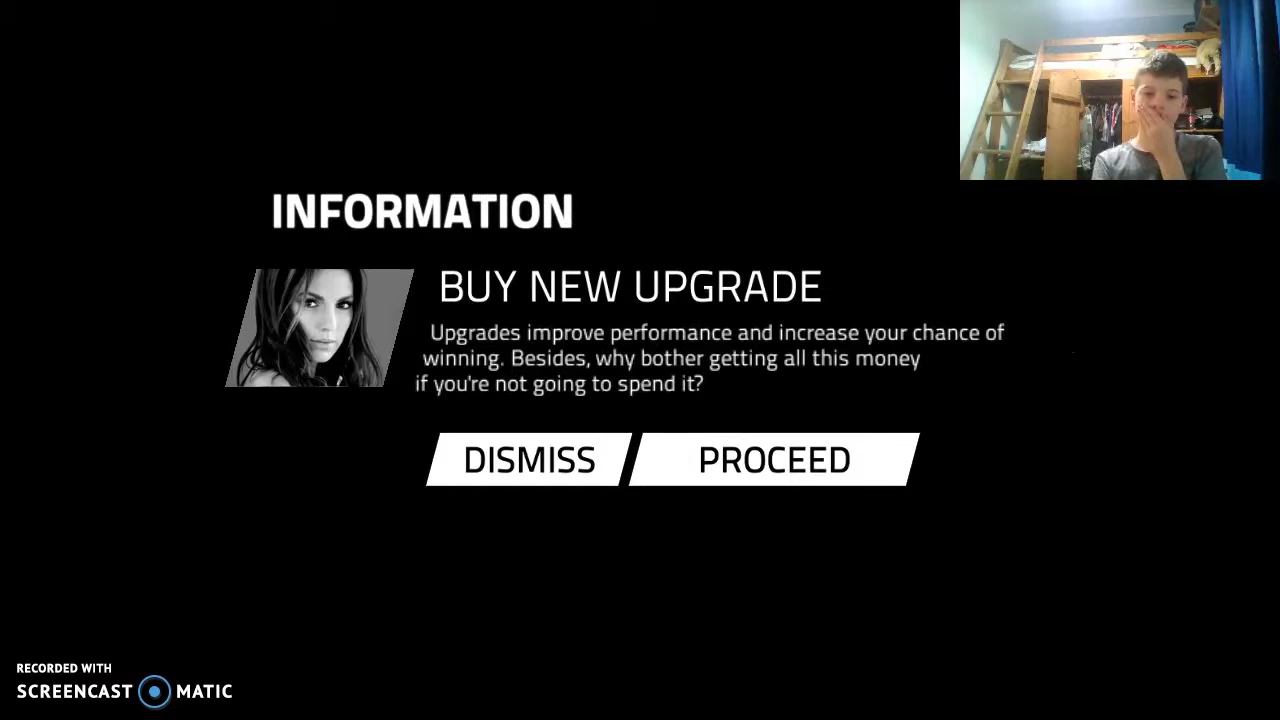 INFORMATION
BUY NEW UPGRADE
Upgrades improve performance and increase your chance of
winning. Besides, why bother getting all this money
if you're not going to spend it?
DISMISS PROCEED
RECORDED WITH
SCREENCAST MATIC